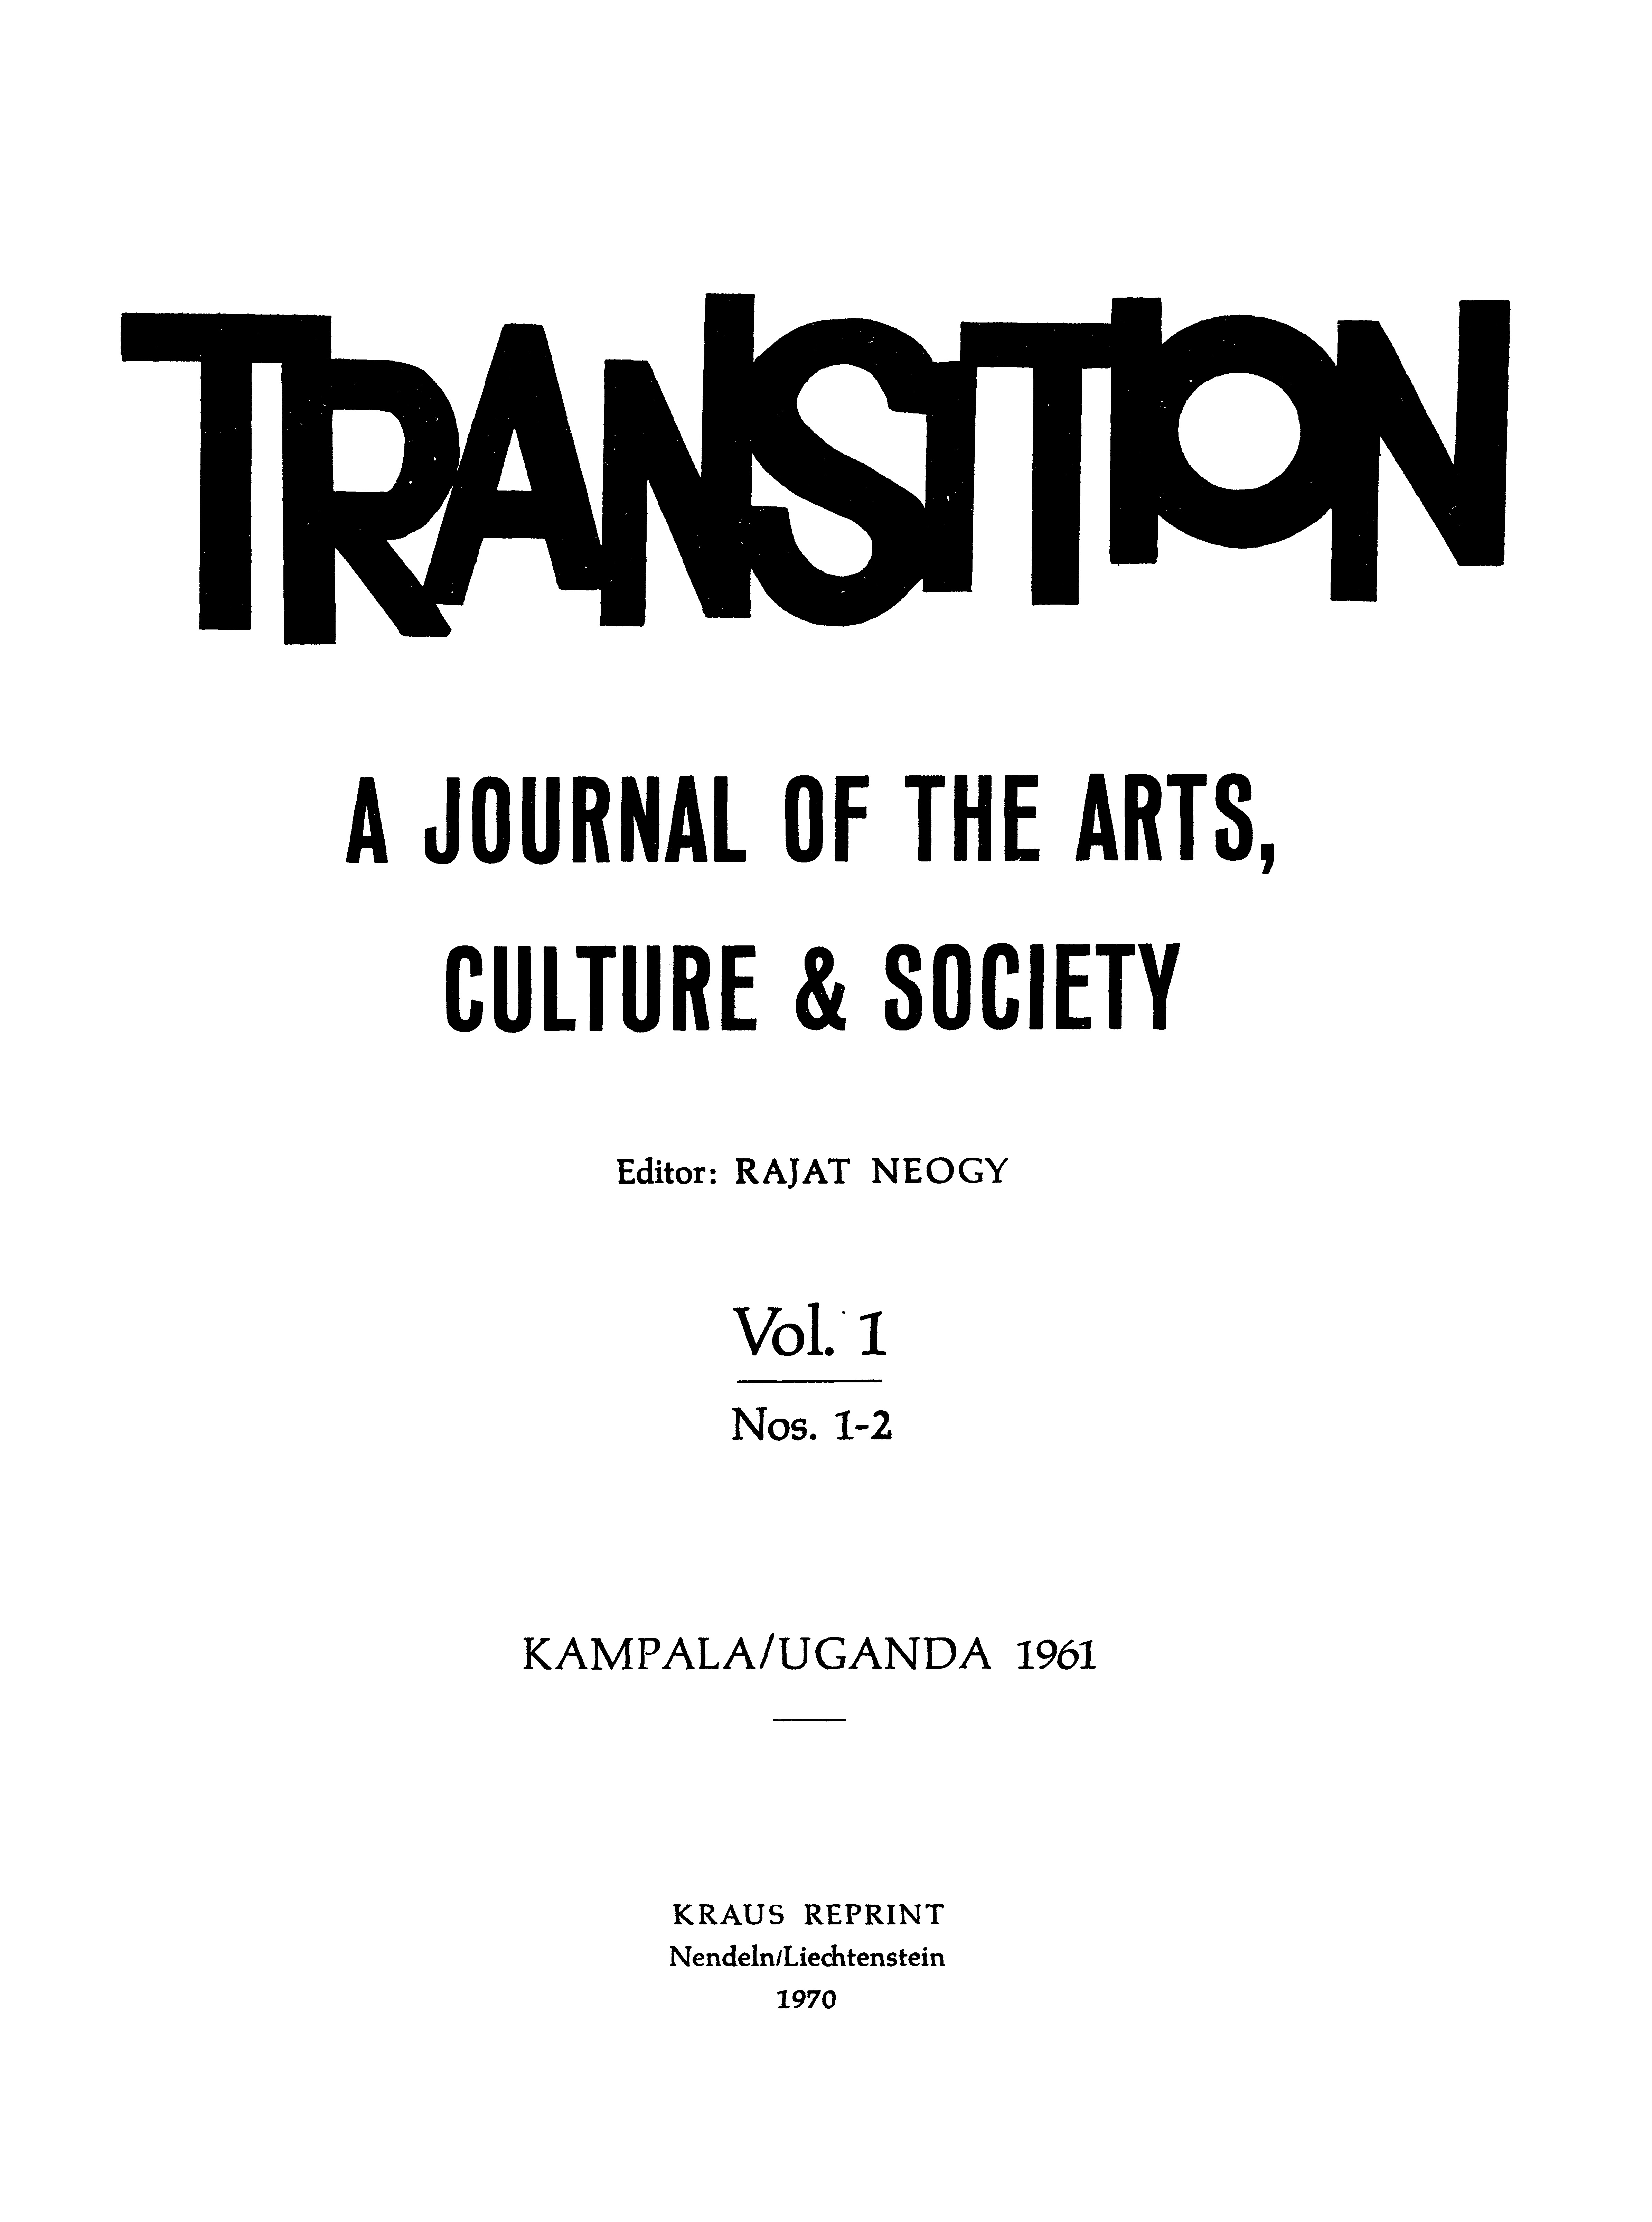 TRANSITION
A JOURNAL OF THE ARTS,
CULTURE & SOCIETY
Editor: RAJAT NEOGY
Vol. 1
Nos. 1-2
KAMPALA/UGANDA 1961
KRAUS REPRINT
Nendeln/Liechtenstein
1970